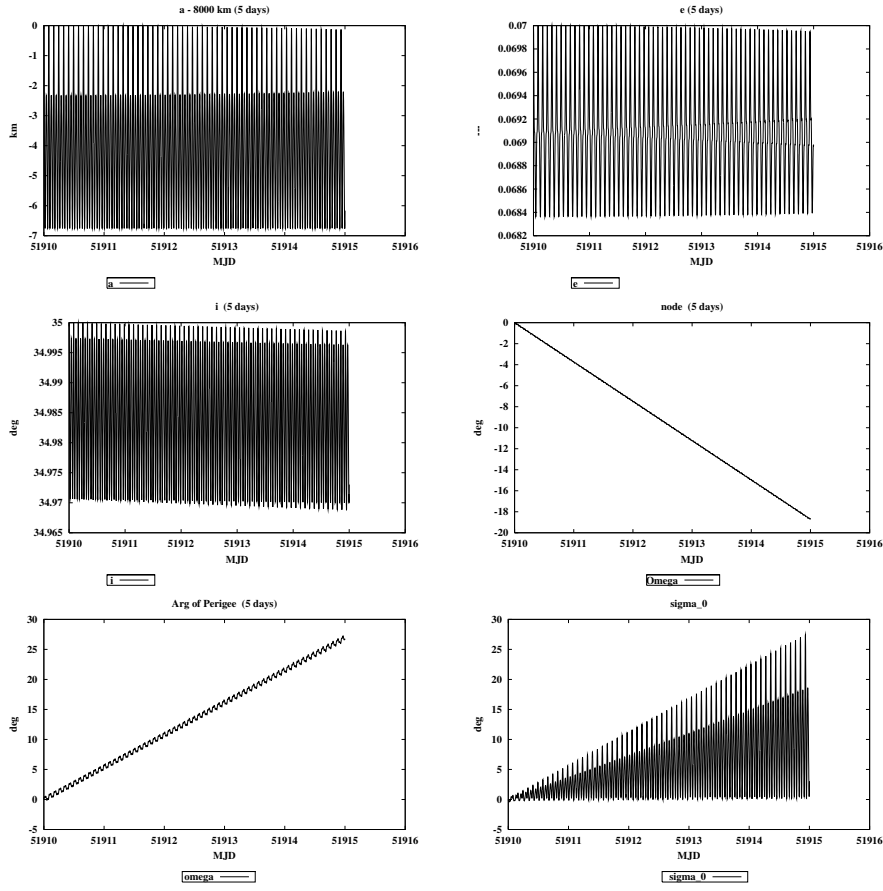 a - 8000 km (5 days)
0
-1
-2
-3
-4
-5
-6
-7
km
51910 51911 51912 51913 51914 51915 51916
MJD
a
e (5 days)
0.07
0.0698
0.0696
0.0694
0.0692
0.069
0.0688
0.0686
0.0684
0.0682
---
51910 51911 51912 51913 51914 51915 51916
MJD
e
i (5 days)
35
34.995
34.99
34.985
34.98
34.975
34.97
34.965
deg
51910 51911 51912 51913 51914 51915 51916
MJD
i
node (5 days)
0
-2
-4
-6
-8
-10
-12
-14
-16
-18
-20
deg
51910 51911 51912 51913 51914 51915 51916
MJD
Omega
Arg of Perigee (5 days)
30
25
20
15
10
5
0
-5
deg
51910 51911 51912 51913 51914 51915 51916
MJD
omega
sigma_0
30
25
20
15
10
5
0
-5
deg
51910 51911 51912 51913 51914 51915 51916
MJD
sigma_0